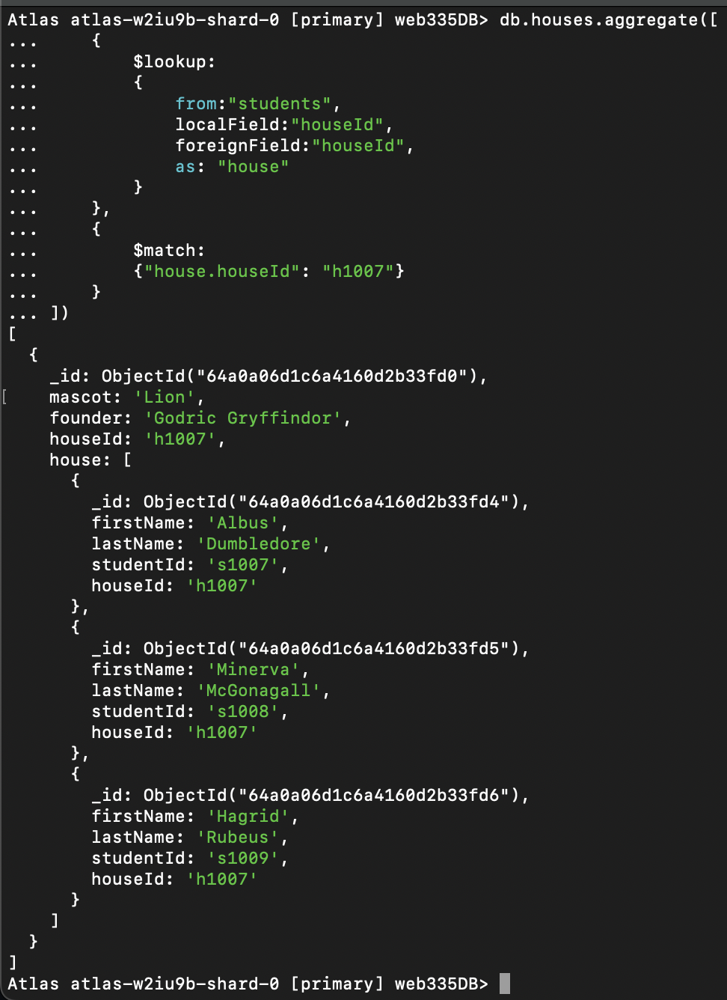 Atlas atlas-w2iu9b-shard-0 [primary] web335DB> db.houses.aggregate([
...     {
...         $lookup:
...         {
...             from:"students",
...             localField:"houseId",
...             foreignField:"houseId",
...             as: "house"
...         }
...     },
...     {
...         $match:
...         {"house.houseId": "h1007"}
...     }
... ])
[
  {
    _id: ObjectId("64a0a06d1c6a4160d2b33fd0"),
[    mascot: 'Lion',
    founder: 'Godric Gryffindor',
    houseId: 'h1007',
    house: [
      {
        _id: ObjectId("64a0a06d1c6a4160d2b33fd4"),
        firstName: 'Albus',
        lastName: 'Dumbledore',
        studentId: 's1007',
        houseId: 'h1007'
      },
      {
        _id: ObjectId("64a0a06d1c6a4160d2b33fd5"),
        firstName: 'Minerva',
        lastName: 'McGonagall',
        studentId: 's1008',
        houseId: 'h1007'
      },
      {
        _id: ObjectId("64a0a06d1c6a4160d2b33fd6"),
        firstName: 'Hagrid',
        lastName: 'Rubeus',
        studentId: 's1009',
        houseId: 'h1007'
      }
    ]
  }
]
Atlas atlas-w2iu9b-shard-0 [primary] web335DB>